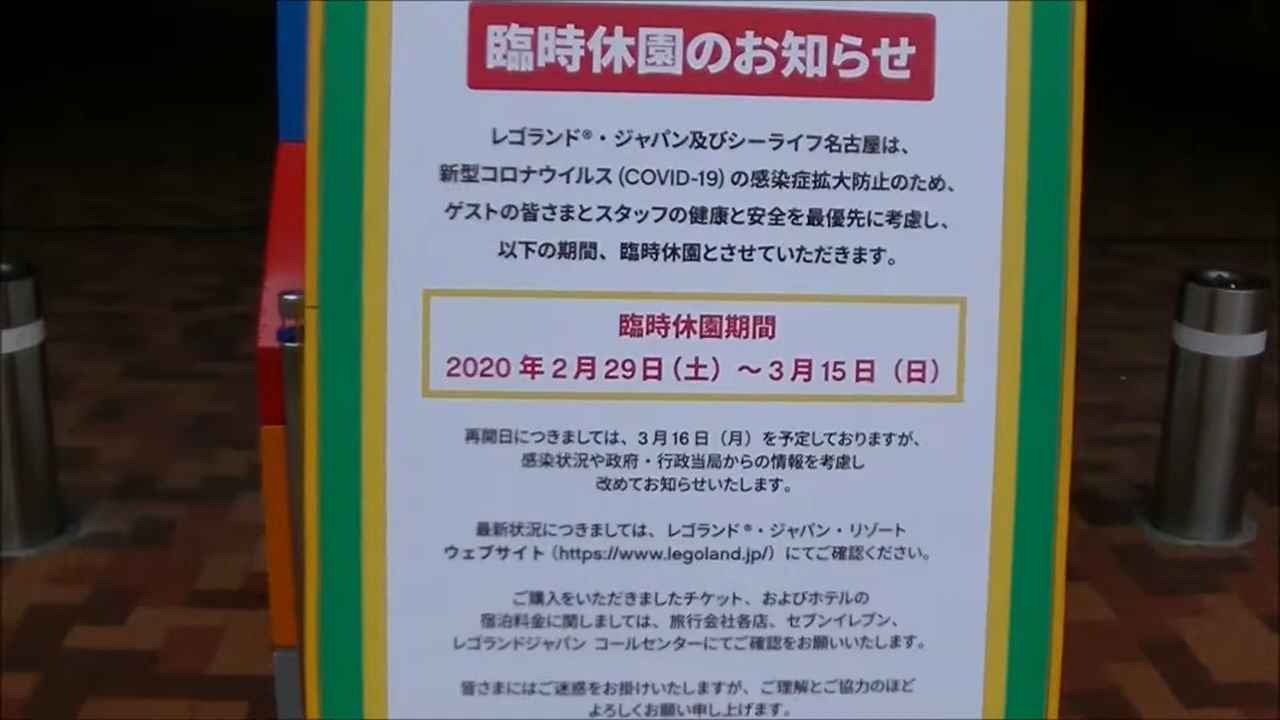 臨時休園のお知らせ
レゴランド®・ジャパン及びシーライフ名古屋は、
新型コロナウイルス (COVID-19) の感染症拡大防止のため、
ゲストの皆さまとスタッフの健康と安全を最優先に考慮し、
以下の期間、臨時休園とさせていただきます。
臨時休園期間
2020 年 2 月 29日 (土) ～ 3 月 15 日 (日)
再開日につきましては、3 月 16 日 (月) を予定しておりますが、
感染状況や政府・行政当局からの情報を考慮し
改めてお知らせいたします。
最新状況につきましては、レゴランド®・ジャパン・リゾート
ウェブサイト (https://www.legoland.jp/) にてご確認ください。
ご購入をいただきましたチケット、およびホテルの
宿泊料金に関しましては、旅行会社各店、セブンイレブン、
レゴランドジャパン コールセンターにてご確認をお願いいたします。
皆さまにはご迷惑をお掛けいたしますが、ご理解とご協力のほど
よろしくお願い申し上げます。